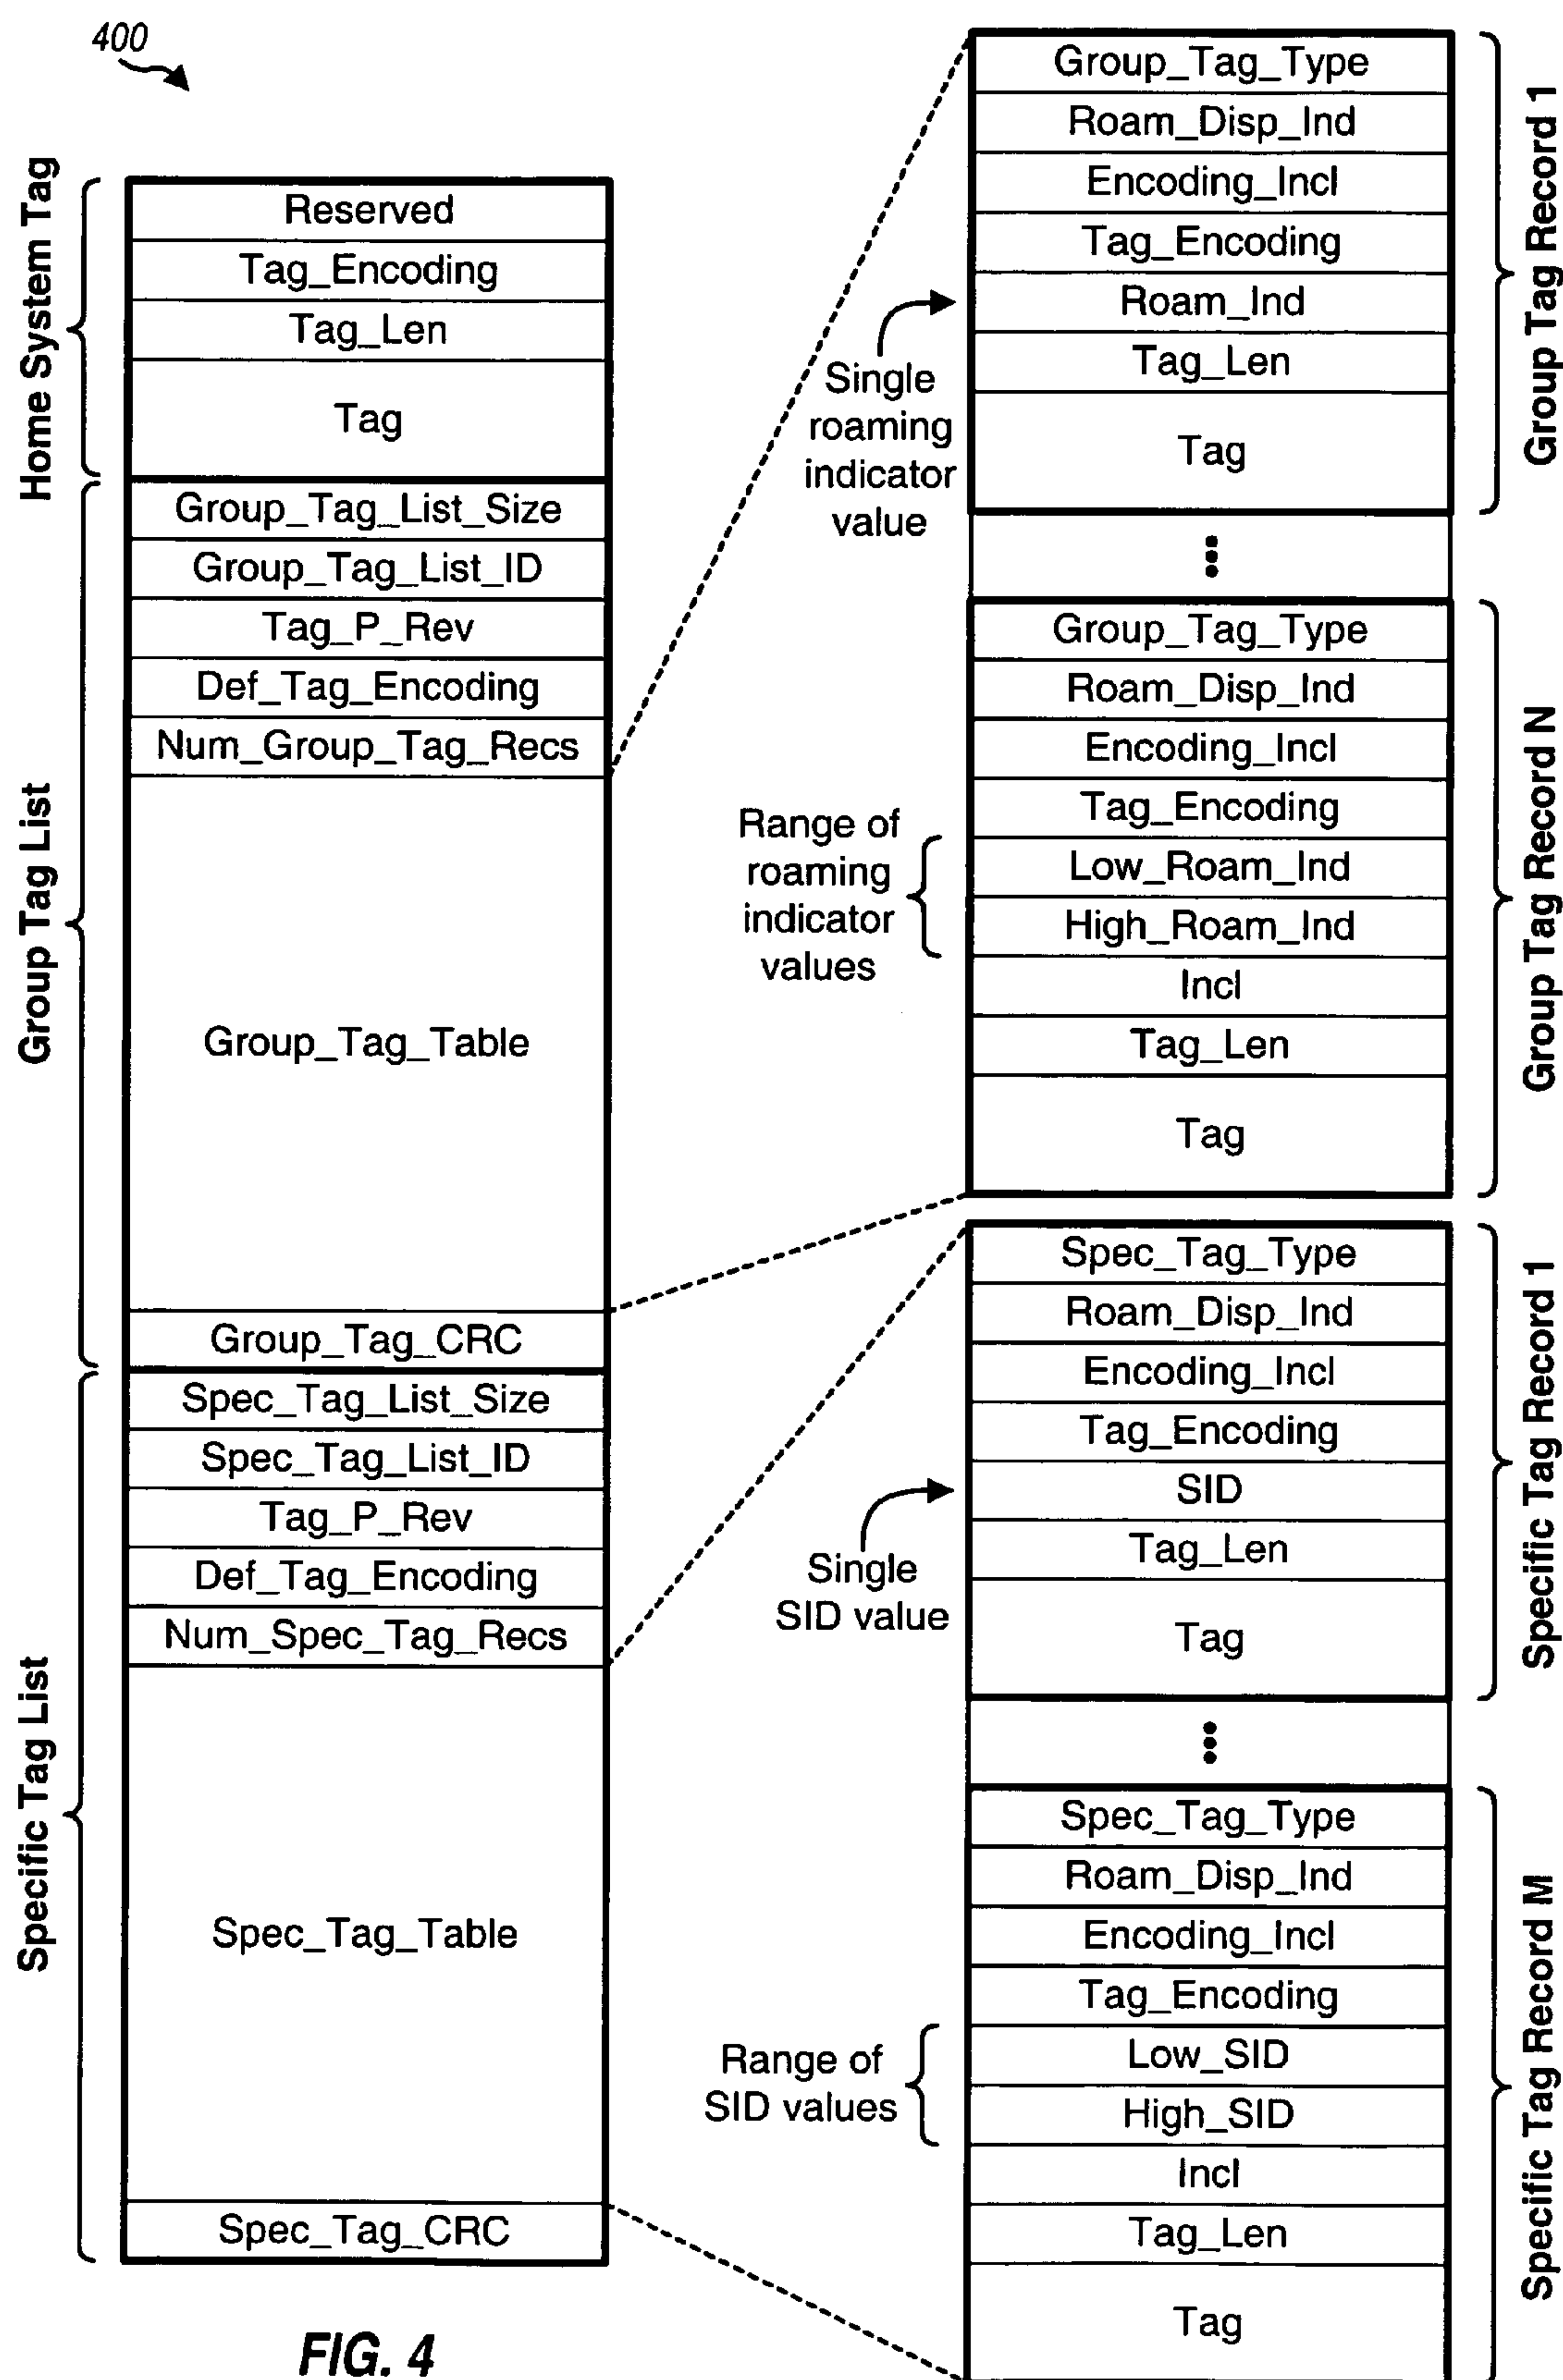 400
Home System Tag
Reserved
Tag_Encoding
Tag_Len
Tag
Group Tag List
Group_Tag_List_Size
Group_Tag_List_ID
Tag_P_Rev
Def_Tag_Encoding
Num_Group_Tag_Recs
Group_Tag_Table
Group_Tag_CRC
Specific Tag List
Spec_Tag_List_Size
Spec_Tag_List_ID
Tag_P_Rev
Def_Tag_Encoding
Num_Spec_Tag_Recs
Spec_Tag_Table
Spec_Tag_CRC
Group_Tag_Type
Roam_Disp_Ind
Encoding_Incl
Tag_Encoding
Roam_Ind
Tag_Len
Tag
Group Tag Record 1
Single
roaming
indicator
value
Group_Tag_Type
Roam_Disp_Ind
Encoding_Incl
Tag_Encoding
Low_Roam_Ind
High_Roam_Ind
Incl
Tag_Len
Tag
Group Tag Record N
Range of
roaming
indicator
values
Spec_Tag_Type
Roam_Disp_Ind
Encoding_Incl
Tag_Encoding
SID
Tag_Len
Tag
Specific Tag Record 1
Single
SID value
Spec_Tag_Type
Roam_Disp_Ind
Encoding_Incl
Tag_Encoding
Low_SID
High_SID
Incl
Tag_Len
Tag
Specific Tag Record M
Range of
SID values
FIG. 4